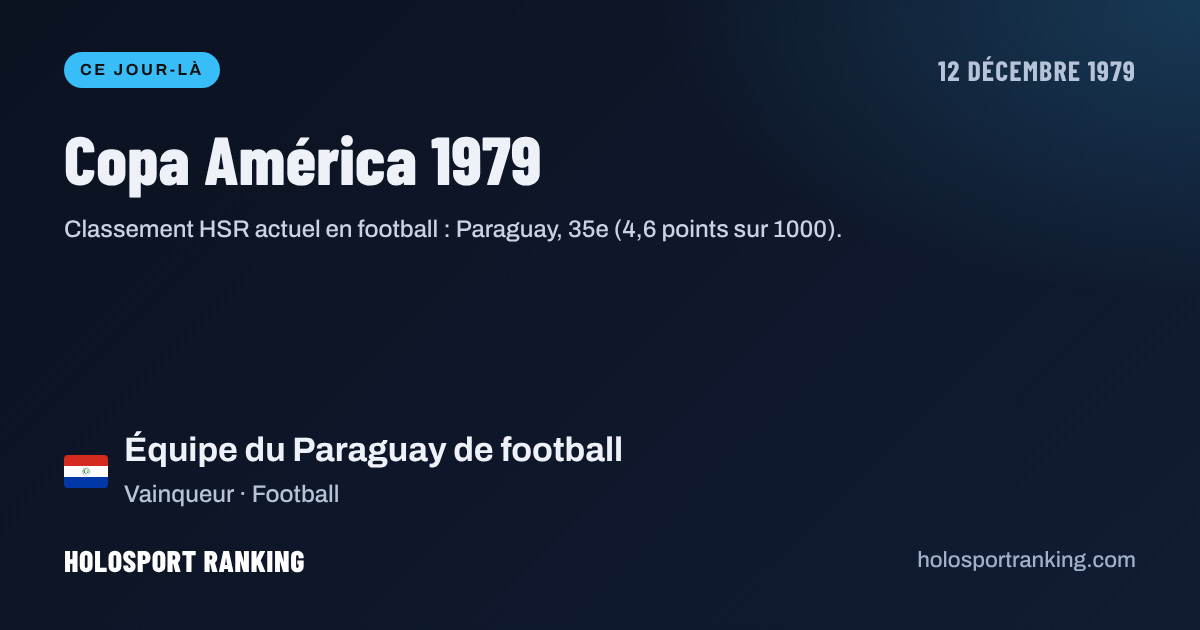 CE JOUR-LÀ
12 DÉCEMBRE 1979
Copa América 1979
Classement HSR actuel en football : Paraguay, 35e (4,6 points sur 1000).
Équipe du Paraguay de football
Vainqueur · Football
HOLOSPORT RANKING
holosportranking.com